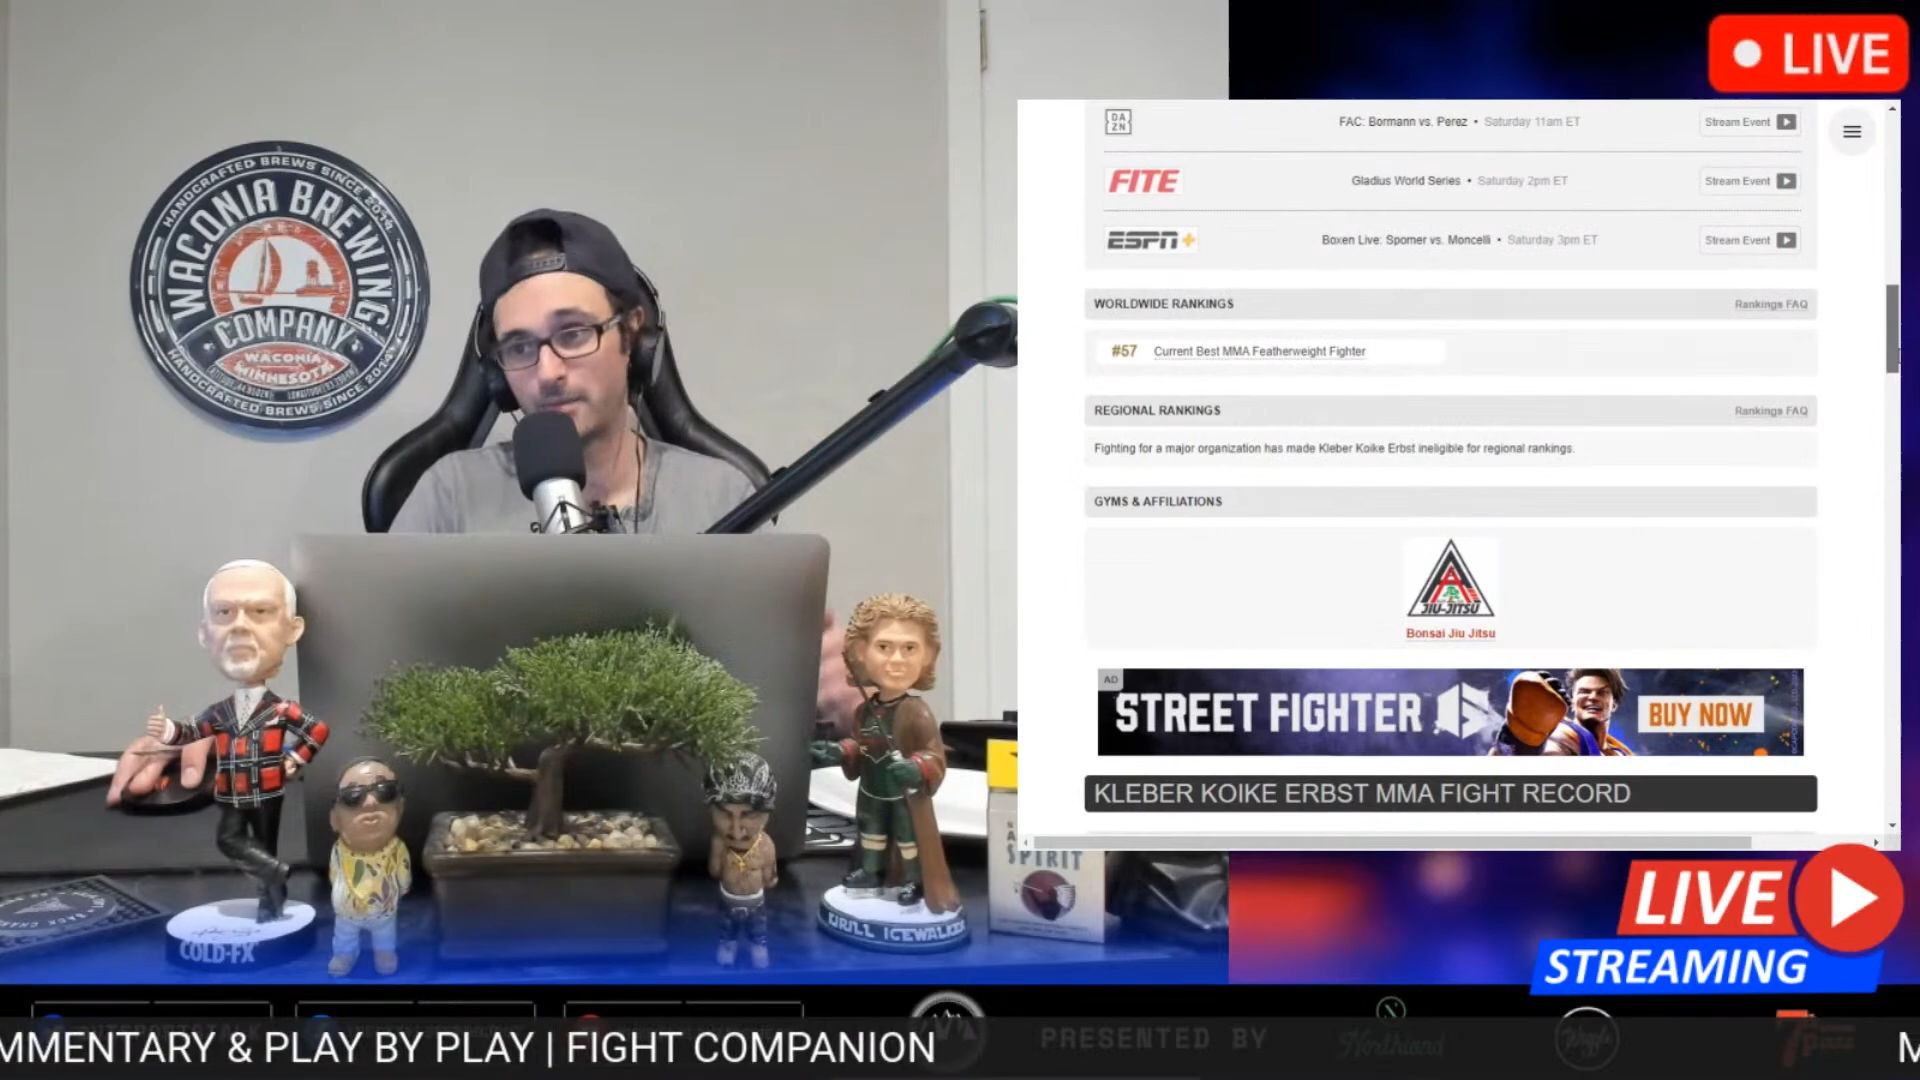 LIVE
HANDCRAFTED BREWS SINCE 2014
WACONIA BREWING
COMPANY
WACONIA
MINNESOTA
HANDCRAFTED BREWS SINCE 2014
DA
ZN
FAC: Bormann vs. Perez • Saturday 11am ET
Stream Event
FITE
Gladius World Series • Saturday 2pm ET
Stream Event
ESPN+
Boxen Live: Sporner vs. Moncelli • Saturday 3pm ET
Stream Event
WORLDWIDE RANKINGS
Rankings FAQ
#57 Current Best MMA Featherweight Fighter
REGIONAL RANKINGS
Rankings FAQ
Fighting for a major organization has made Kleber Koike Erbst ineligible for regional rankings.
GYMS & AFFILIATIONS
JIU-JITSU
Bonsai Jiu Jitsu
AD
STREET FIGHTER 6
BUY NOW
KLEBER KOIKE ERBST MMA FIGHT RECORD
SPIRIT
COLD-FX
KIRILL ICEWALKER
LIVE
STREAMING
PRESENTED BY
Northland
Waggle
MMENTARY & PLAY BY PLAY | FIGHT COMPANION
M